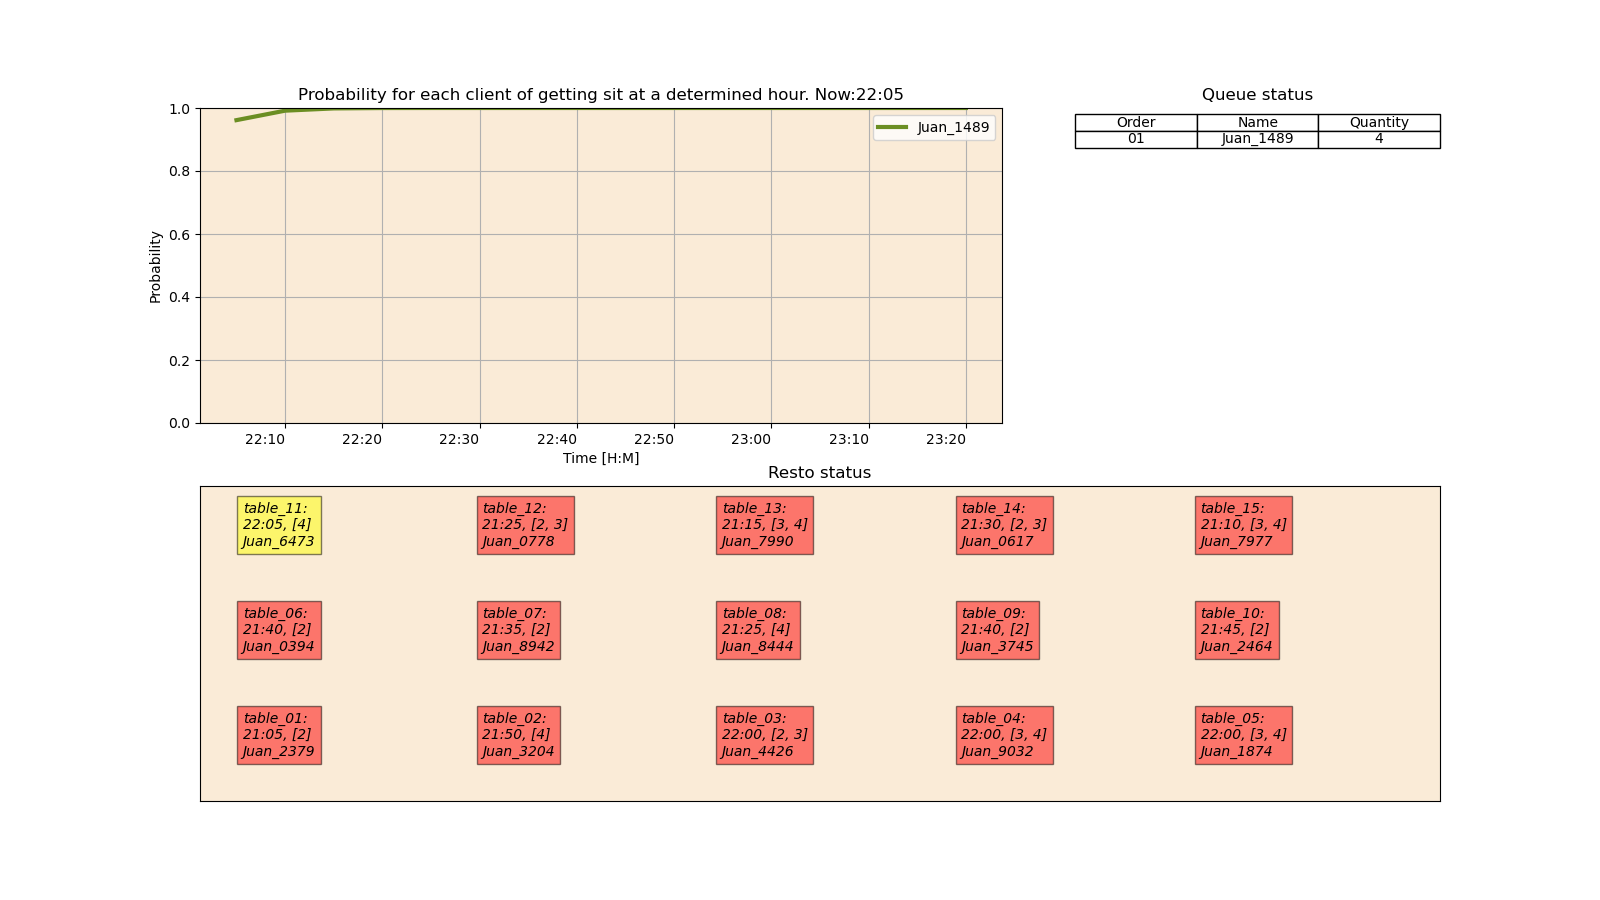 Probability for each client of getting sit at a determined hour. Now:22:05
1.0
0.8
0.6
0.4
0.2
0.0
Probability
Juan_1489
22:10 22:20 22:30 22:40 22:50 23:00 23:10 23:20
Time [H:M]
Queue status
Order Name Quantity
01 Juan_1489 4
Resto status
table_11:
22:05, [4]
Juan_6473
table_12:
21:25, [2, 3]
Juan_0778
table_13:
21:15, [3, 4]
Juan_7990
table_14:
21:30, [2, 3]
Juan_0617
table_15:
21:10, [3, 4]
Juan_7977
table_06:
21:40, [2]
Juan_0394
table_07:
21:35, [2]
Juan_8942
table_08:
21:25, [4]
Juan_8444
table_09:
21:40, [2]
Juan_3745
table_10:
21:45, [2]
Juan_2464
table_01:
21:05, [2]
Juan_2379
table_02:
21:50, [4]
Juan_3204
table_03:
22:00, [2, 3]
Juan_4426
table_04:
22:00, [3, 4]
Juan_9032
table_05:
22:00, [3, 4]
Juan_1874